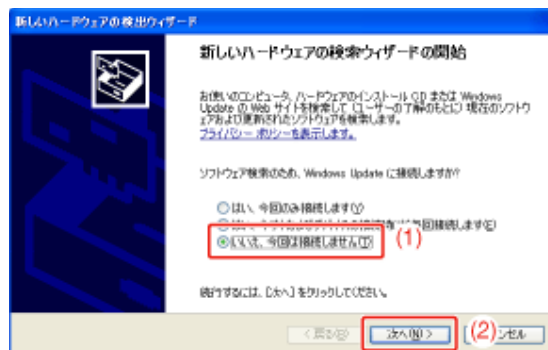 新しいハードウェアの検出ウィザード
新しいハードウェアの検索ウィザードの開始
お使いのコンピュータ、ハードウェアのインストール CD または Windows
Update の Web サイトを検索して (ユーザーの了解のもとに) 現在のソフトウ
ェアおよび更新されたソフトウェアを検索します。
プライバシー ポリシーを表示します。
ソフトウェア検索のため、Windows Update に接続しますか?
はい、今回のみ接続します(Y)
回接続します(E)
いいえ、今回は接続しません(T)
(1)
続行するには、[次へ] をクリックしてください。
< 戻る(B)
次へ(N) >
(2)
ンセル